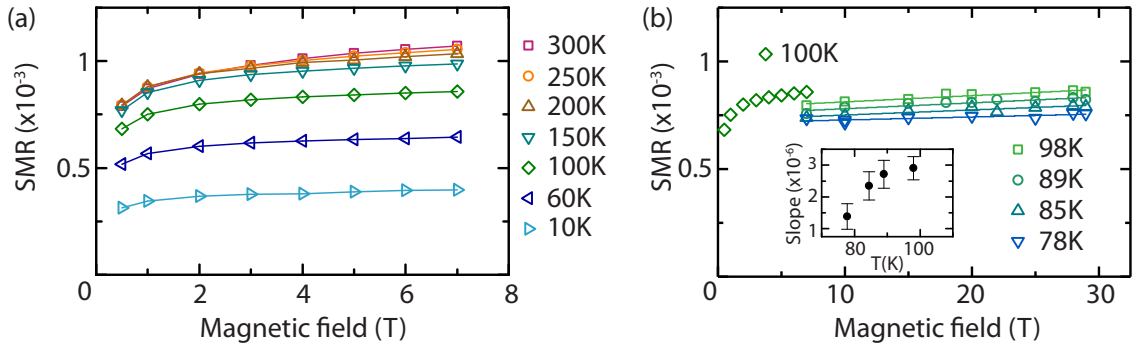 (a)
SMR (x10⁻³)
1
0.5
0
0
2
4
6
8
Magnetic field (T)
300K
250K
200K
150K
100K
60K
10K
(b)
SMR (x10⁻³)
1
0.5
0
0
10
20
30
Magnetic field (T)
100K
98K
89K
85K
78K
Slope (x10⁻⁶)
3
2
1
80
100
T(K)